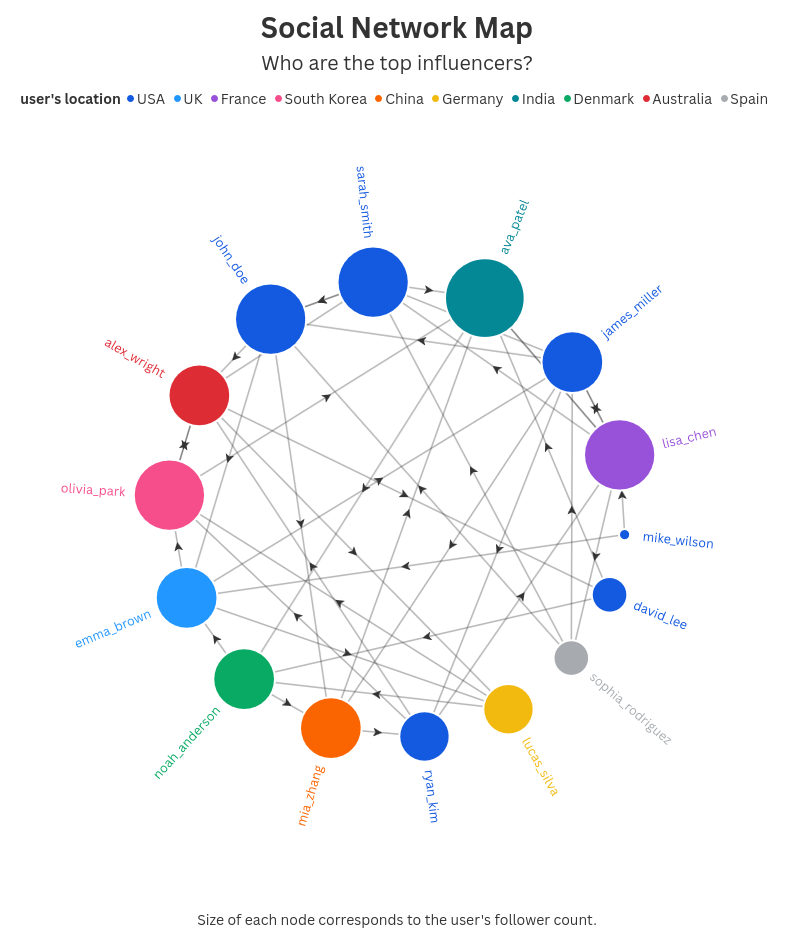 Social Network Map
Who are the top influencers?
user's location USA UK France South Korea China Germany India Denmark Australia Spain
sarah_smith
ava_patel
john_doe
james_miller
alex_wright
lisa_chen
olivia_park
mike_wilson
david_lee
emma_brown
sophia_rodriguez
noah_anderson
lucas_silva
mia_zhang
ryan_kim
Size of each node corresponds to the user's follower count.